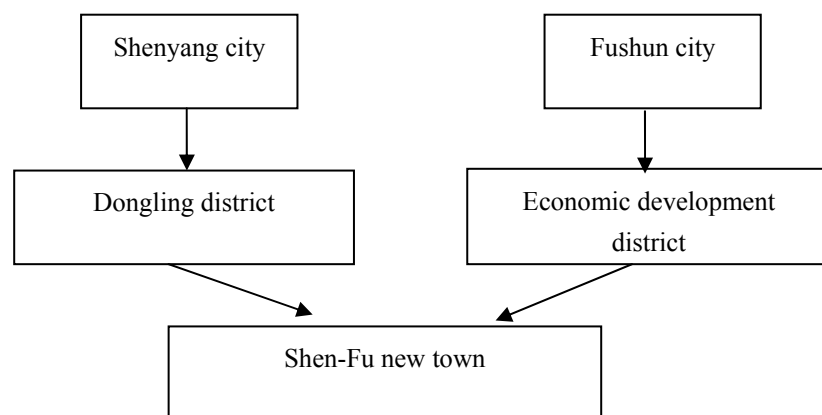 Shenyang city
Fushun city
Dongling district
Economic development
district
Shen-Fu new town